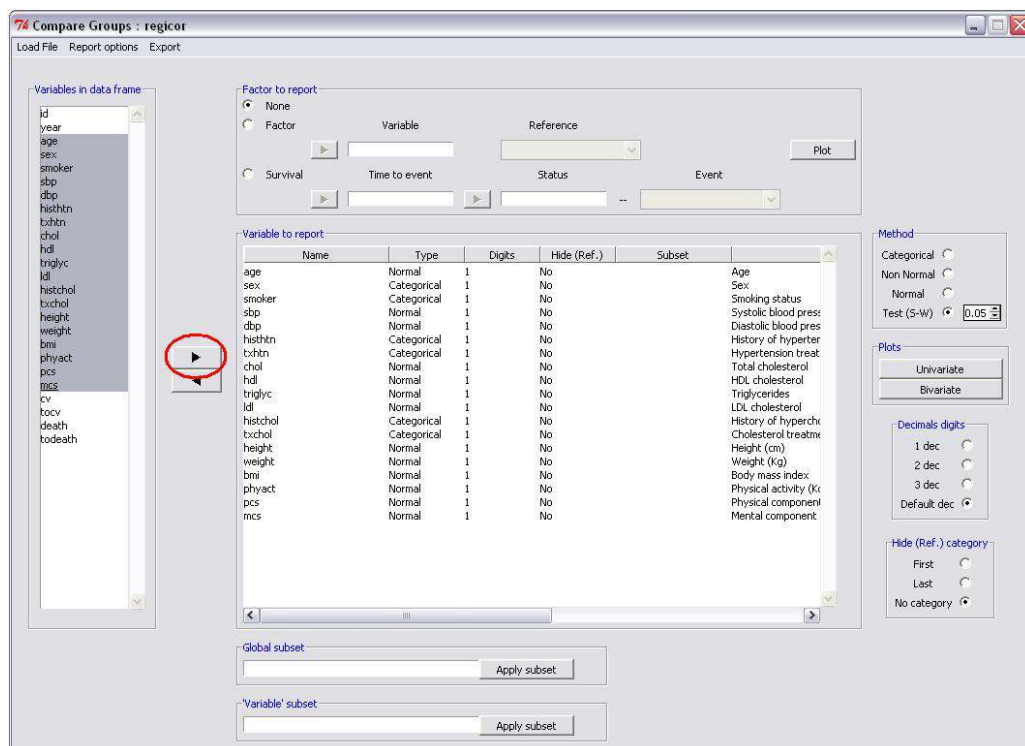 Compare Groups : regicor
Load File Report options Export
Variables in data frame
id
year
age
sex
smoker
sbp
dbp
histhtn
txhtn
chol
hdl
triglyc
ldl
histchol
txchol
height
weight
bmi
phyact
pcs
mcs
cv
tocv
death
todeath
Factor to report
None
Factor Variable Reference
Plot
Survival Time to event Status Event
--
Variable to report
Name Type Digits Hide (Ref.) Subset
age Normal 1 No Age
sex Categorical 1 No Sex
smoker Categorical 1 No Smoking status
sbp Normal 1 No Systolic blood press
dbp Normal 1 No Diastolic blood pres
histhtn Categorical 1 No History of hyperter
txhtn Categorical 1 No Hypertension treat
chol Normal 1 No Total cholesterol
hdl Normal 1 No HDL cholesterol
triglyc Normal 1 No Triglycerides
ldl Normal 1 No LDL cholesterol
histchol Categorical 1 No History of hypercho
txchol Categorical 1 No Cholesterol treatme
height Normal 1 No Height (cm)
weight Normal 1 No Weight (Kg)
bmi Normal 1 No Body mass index
phyact Normal 1 No Physical activity (Kc
pcs Normal 1 No Physical component
mcs Normal 1 No Mental component
Method
Categorical
Non Normal
Normal
Test (S-W) 0.05
Plots
Univariate
Bivariate
Decimals digits
1 dec
2 dec
3 dec
Default dec
Hide (Ref.) category
First
Last
No category
Global subset
Apply subset
'Variable' subset
Apply subset